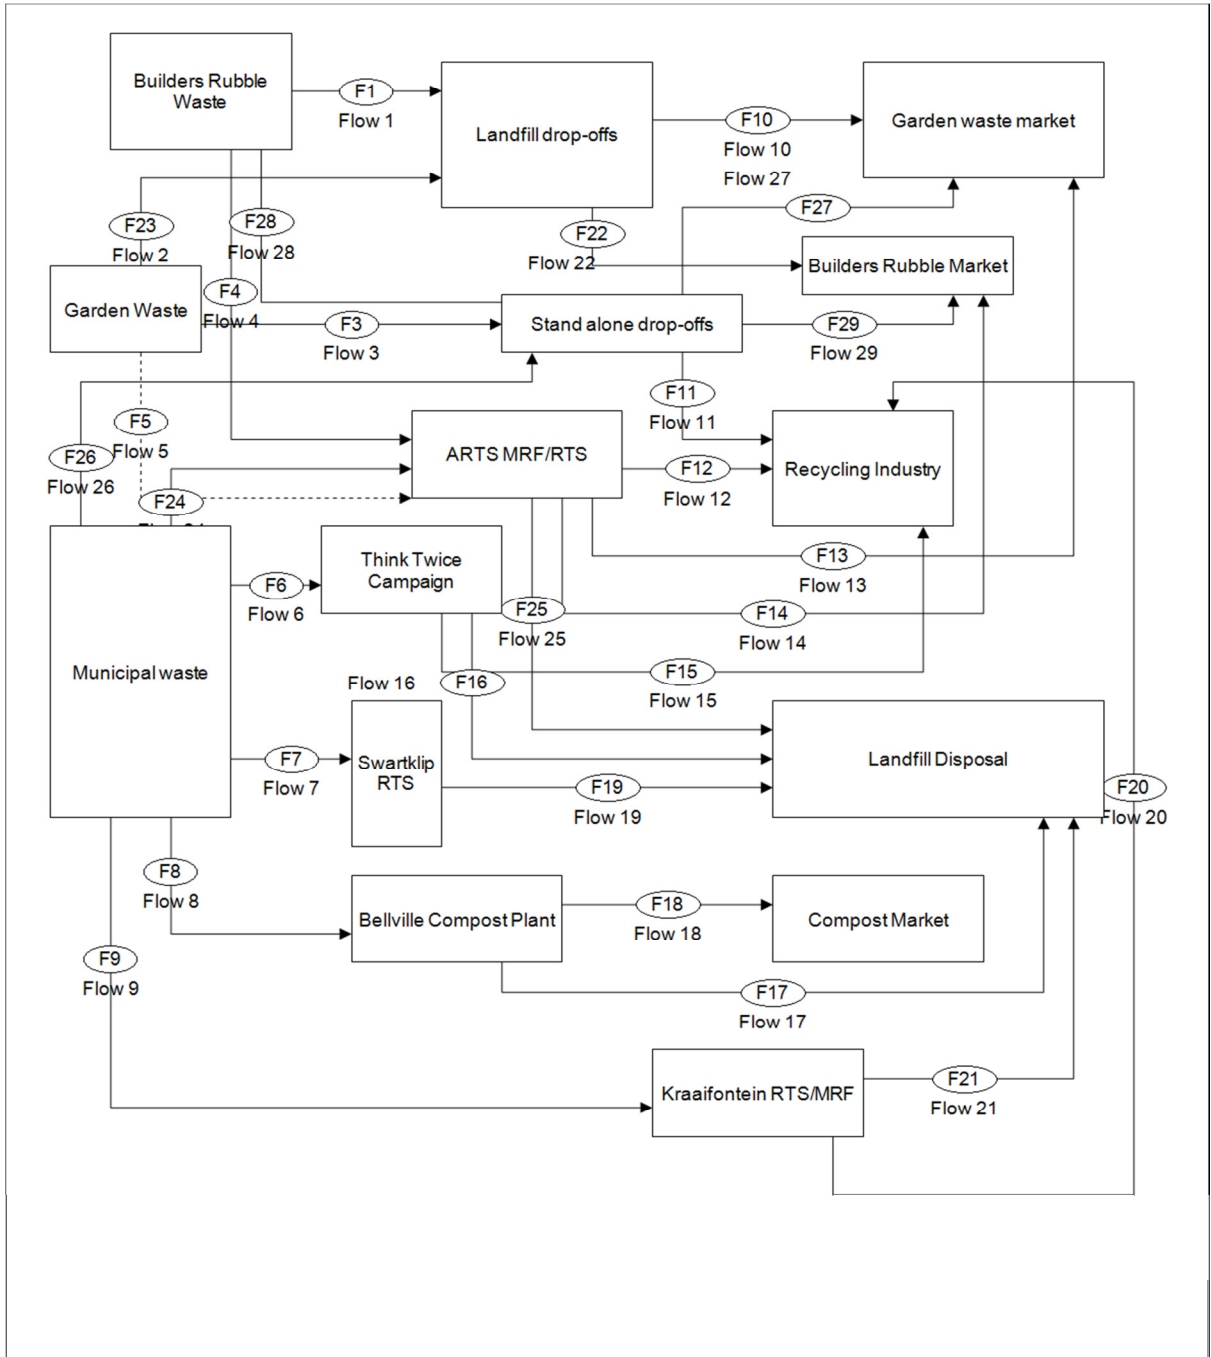 Builders Rubble
Waste
F1
Flow 1
Landfill drop-offs
F10
Flow 10
Flow 27
Garden waste market
F23
Flow 2
F28
Flow 28
F22
Flow 22
F27
Builders Rubble Market
Garden Waste
F4
Flow 4
F3
Flow 3
Stand alone drop-offs
F29
Flow 29
F5
Flow 5
F11
Flow 11
F26
Flow 26
F24
ARTS MRF/RTS
F12
Flow 12
Recycling Industry
F13
Flow 13
Municipal waste
F6
Flow 6
Think Twice
Campaign
F25
Flow 25
F14
Flow 14
Flow 16
F16
F15
Flow 15
F7
Flow 7
Swartklip
RTS
F19
Flow 19
Landfill Disposal
F20
Flow 20
F8
Flow 8
Bellville Compost Plant
F18
Flow 18
Compost Market
F9
Flow 9
F17
Flow 17
Kraaifontein RTS/MRF
F21
Flow 21